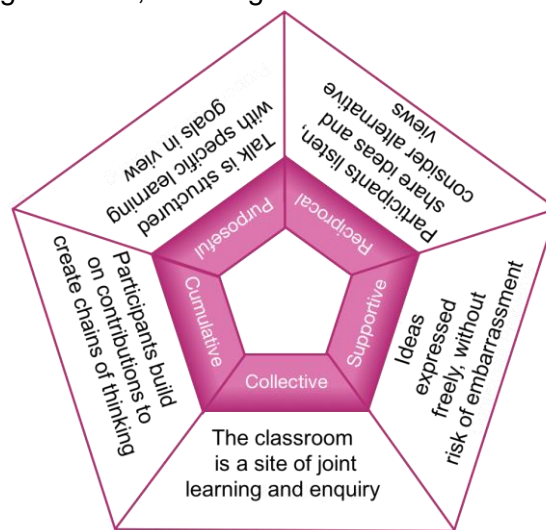 Talk is structured
with specific learning
goals in view
Purposeful
Participants listen,
share ideas and
consider alternative
views
Reciprocal
Ideas
expressed
freely, without
risk of embarrassment
Supportive
Collective
The classroom
is a site of joint
learning and enquiry
Cumulative
Participants build
on contributions to
create chains of thinking